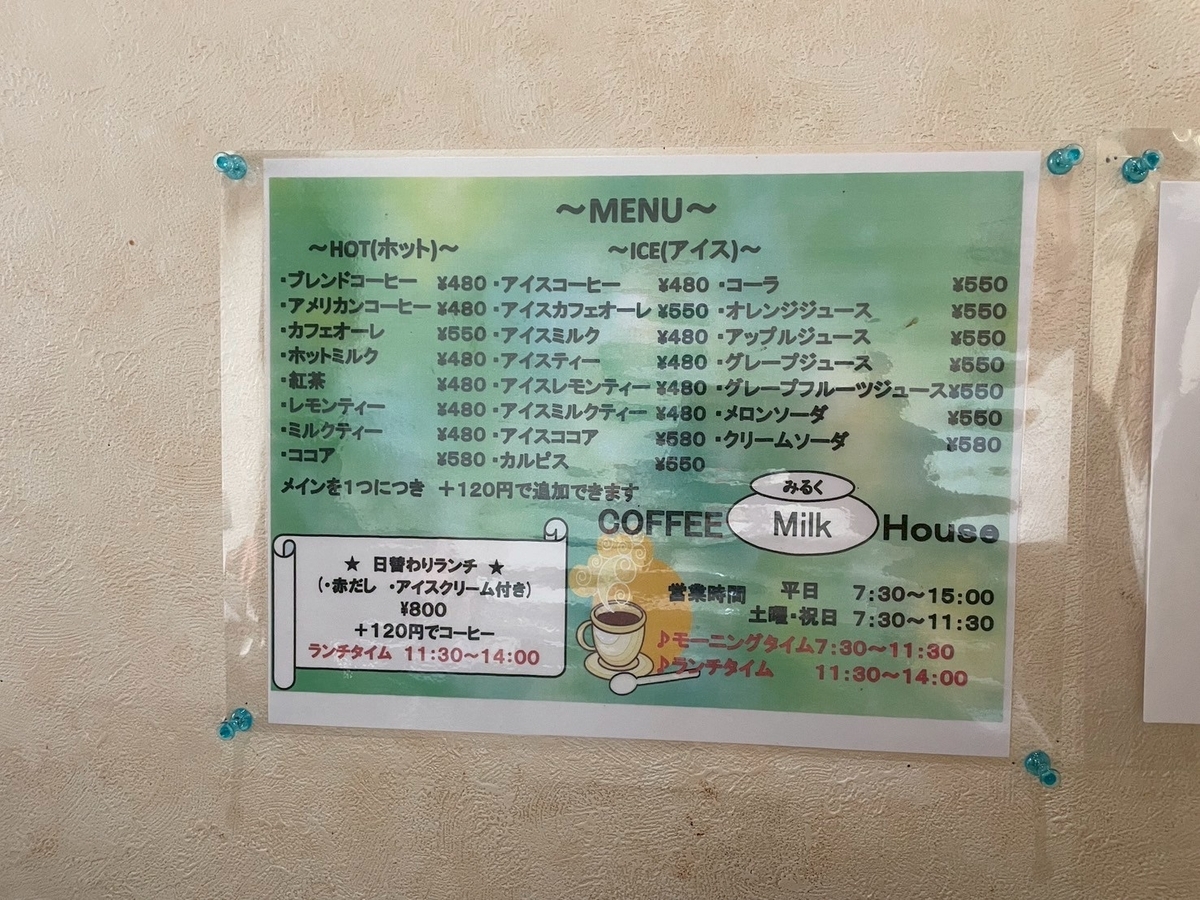 ～MENU～
～HOT(ホット)～
・ブレンドコーヒー ¥480
・アメリカンコーヒー ¥480
・カフェオーレ ¥550
・ホットミルク ¥480
・紅茶 ¥480
・レモンティー ¥480
・ミルクティー ¥480
・ココア ¥580
～ICE(アイス)～
・アイスコーヒー ¥480
・アイスカフェオーレ ¥550
・アイスミルク ¥480
・アイスティー ¥480
・アイスレモンティー ¥480
・アイスミルクティー ¥480
・アイスココア ¥580
・カルピス ¥550
・コーラ ¥550
・オレンジジュース ¥550
・アップルジュース ¥550
・グレープジュース ¥550
・グレープフルーツジュース ¥550
・メロンソーダ ¥550
・クリームソーダ ¥580
メインを1つにつき ＋120円で追加できます
みるく
COFFEE Milk House
★ 日替わりランチ ★
(・赤だし ・アイスクリーム付き)
¥800
＋120円でコーヒー
ランチタイム 11:30～14:00
営業時間 平日 7:30～15:00
土曜・祝日 7:30～11:30
♪モーニングタイム7:30～11:30
♪ランチタイム 11:30～14:00